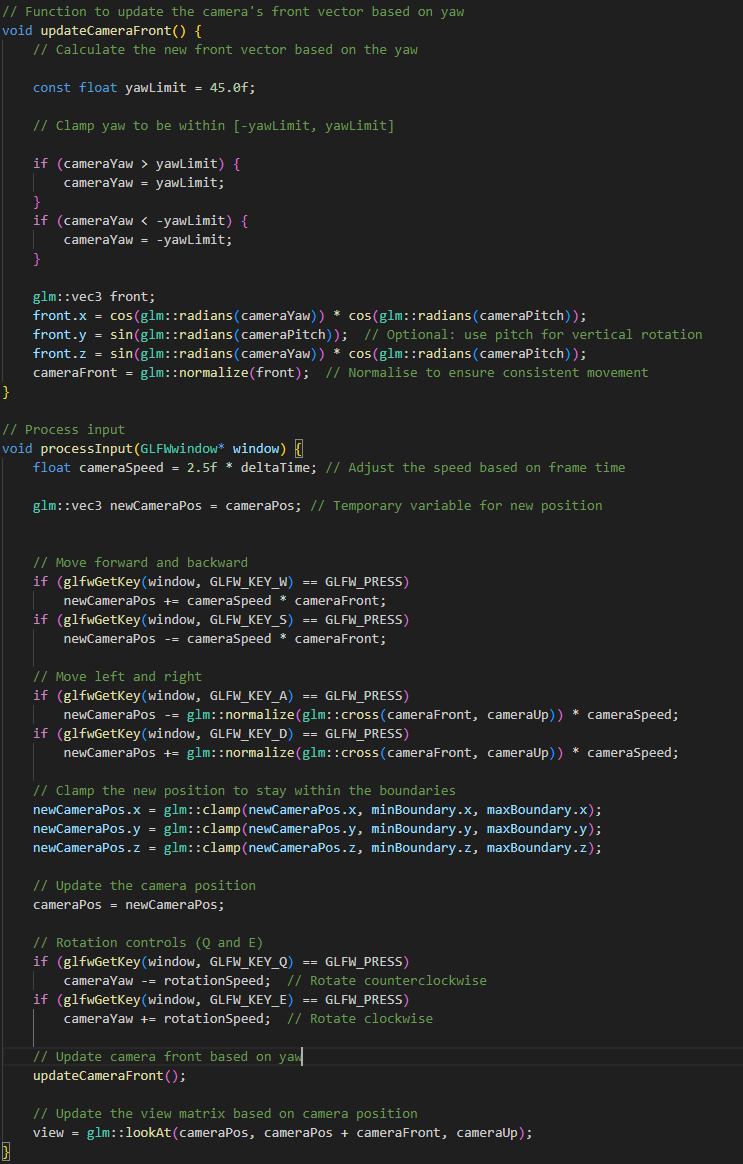 // Function to update the camera's front vector based on yaw
void updateCameraFront() {
    // Calculate the new front vector based on the yaw

    const float yawLimit = 45.0f;

    // Clamp yaw to be within [-yawLimit, yawLimit]

    if (cameraYaw > yawLimit) {
        cameraYaw = yawLimit;
    }
    if (cameraYaw < -yawLimit) {
        cameraYaw = -yawLimit;
    }

    glm::vec3 front;
    front.x = cos(glm::radians(cameraYaw)) * cos(glm::radians(cameraPitch));
    front.y = sin(glm::radians(cameraPitch));  // Optional: use pitch for vertical rotation
    front.z = sin(glm::radians(cameraYaw)) * cos(glm::radians(cameraPitch));
    cameraFront = glm::normalize(front);  // Normalise to ensure consistent movement
}

// Process input
void processInput(GLFWwindow* window) {
    float cameraSpeed = 2.5f * deltaTime; // Adjust the speed based on frame time

    glm::vec3 newCameraPos = cameraPos; // Temporary variable for new position


    // Move forward and backward
    if (glfwGetKey(window, GLFW_KEY_W) == GLFW_PRESS)
        newCameraPos += cameraSpeed * cameraFront;
    if (glfwGetKey(window, GLFW_KEY_S) == GLFW_PRESS)
        newCameraPos -= cameraSpeed * cameraFront;

    // Move left and right
    if (glfwGetKey(window, GLFW_KEY_A) == GLFW_PRESS)
        newCameraPos -= glm::normalize(glm::cross(cameraFront, cameraUp)) * cameraSpeed;
    if (glfwGetKey(window, GLFW_KEY_D) == GLFW_PRESS)
        newCameraPos += glm::normalize(glm::cross(cameraFront, cameraUp)) * cameraSpeed;

    // Clamp the new position to stay within the boundaries
    newCameraPos.x = glm::clamp(newCameraPos.x, minBoundary.x, maxBoundary.x);
    newCameraPos.y = glm::clamp(newCameraPos.y, minBoundary.y, maxBoundary.y);
    newCameraPos.z = glm::clamp(newCameraPos.z, minBoundary.z, maxBoundary.z);

    // Update the camera position
    cameraPos = newCameraPos;

    // Rotation controls (Q and E)
    if (glfwGetKey(window, GLFW_KEY_Q) == GLFW_PRESS)
        cameraYaw -= rotationSpeed;  // Rotate counterclockwise
    if (glfwGetKey(window, GLFW_KEY_E) == GLFW_PRESS)
        cameraYaw += rotationSpeed;  // Rotate clockwise

    // Update camera front based on yaw
    updateCameraFront();

    // Update the view matrix based on camera position
    view = glm::lookAt(cameraPos, cameraPos + cameraFront, cameraUp);
}